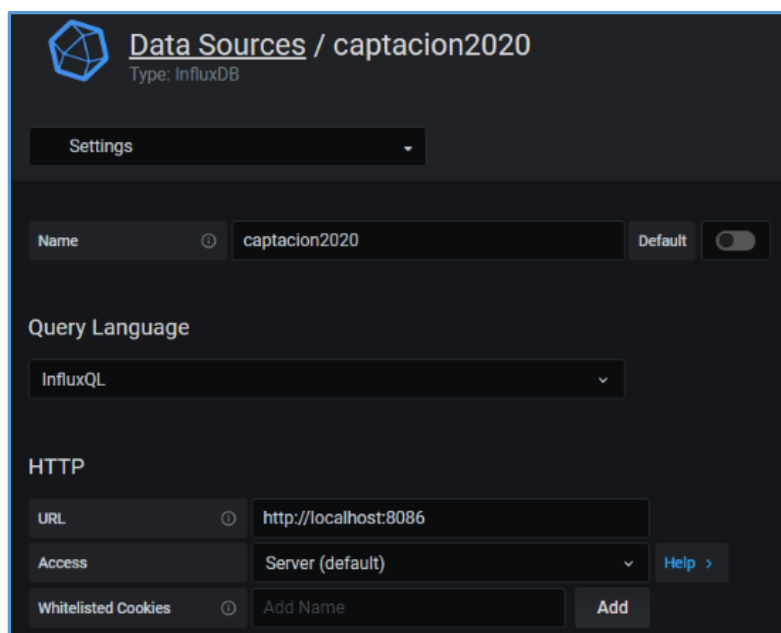 Data Sources / captacion2020
Type: InfluxDB
Settings
Name captacion2020 Default
Query Language
InfluxQL
HTTP
URL http://localhost:8086
Access Server (default) Help >
Whitelisted Cookies Add Name Add